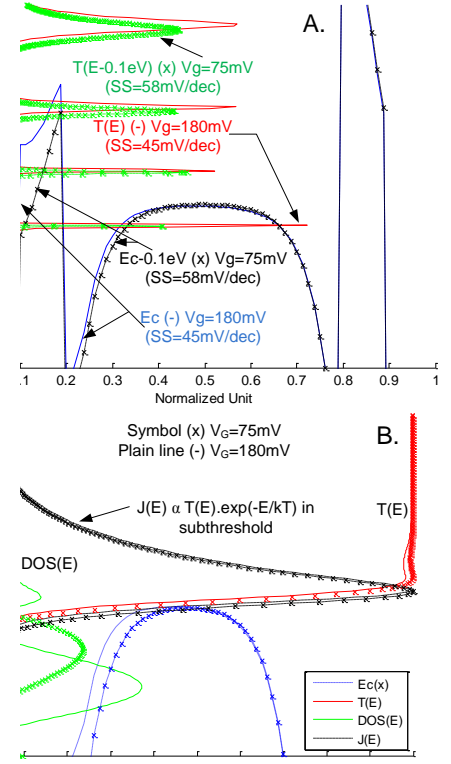 A.
T(E-0.1eV) (x) Vg=75mV
(SS=58mV/dec)
T(E) (-) Vg=180mV
(SS=45mV/dec)
Ec-0.1eV (x) Vg=75mV
(SS=58mV/dec)
Ec (-) Vg=180mV
(SS=45mV/dec)
0.1 0.2 0.3 0.4 0.5 0.6 0.7 0.8 0.9 1
Normalized Unit
B.
Symbol (x) VG=75mV
Plain line (-) VG=180mV
J(E) α T(E).exp(-E/kT) in
subthreshold
T(E)
DOS(E)
Ec(x)
T(E)
DOS(E)
J(E)